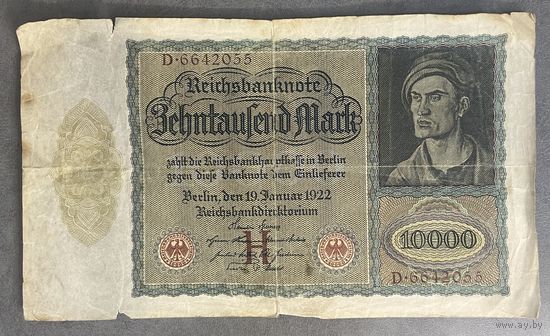 D·6642055
Reichsbanknote
Zehntausend Mark
zahlt die Reichsbankhauptkasse in Berlin
gegen diese Banknote dem Einlieferer
Berlin, den 19. Januar 1922
Reichsbankdirektorium
H
10000
D·6642055
www.ay.by